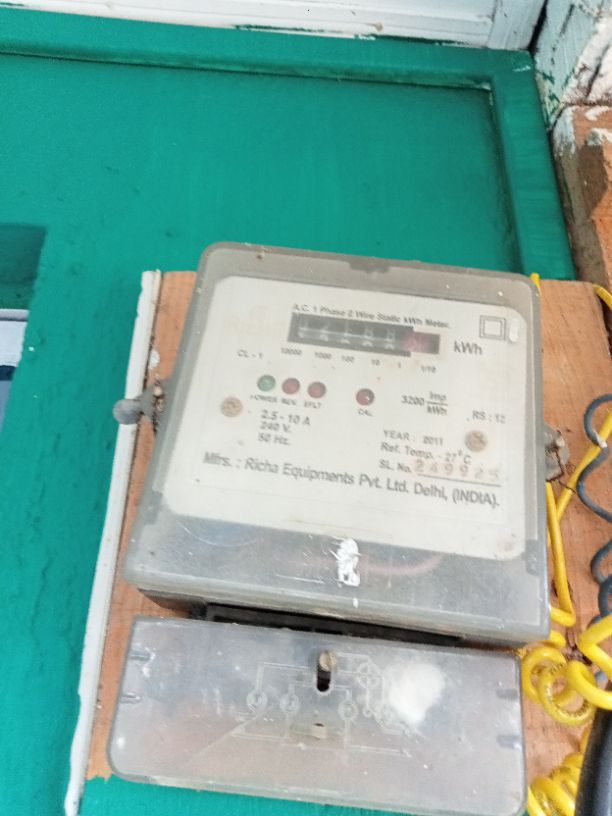 A.C. 1 Phase 2 Wire Static kWh Meter.
kWh
CL - 1 10000 1000 100 10 1 1/10
POWER REV. EFLT CAL 3200 imp/kWh
RS : 12
2.5 - 10 A
240 V.
50 Hz.
YEAR : 2011
Ref. Temp. - 27°C
SL. No. 249925
Mfrs. : Richa Equipments Pvt. Ltd. Delhi, (INDIA).